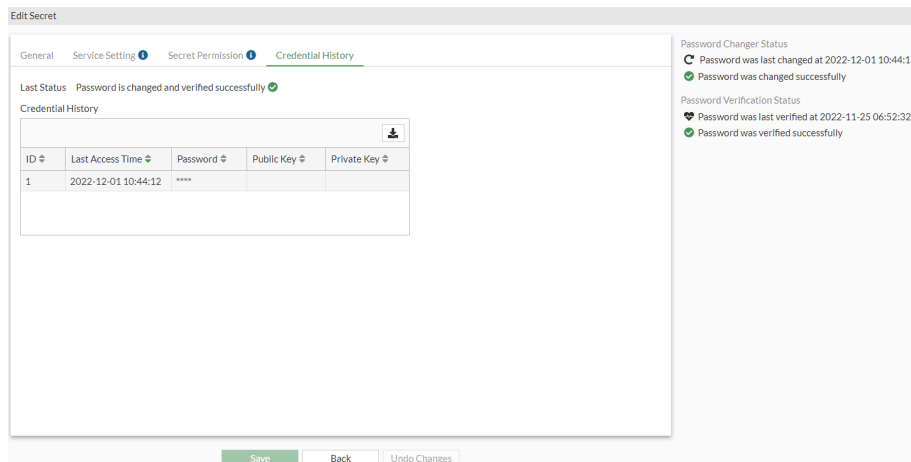 Edit Secret
General Service Setting Secret Permission Credential History
Last Status Password is changed and verified successfully
Credential History
ID Last Access Time Password Public Key Private Key
1 2022-12-01 10:44:12 ****
Save Back Undo Changes
Password Changer Status
Password was last changed at 2022-12-01 10:44:1
Password was changed successfully
Password Verification Status
Password was last verified at 2022-11-25 06:52:32
Password was verified successfully